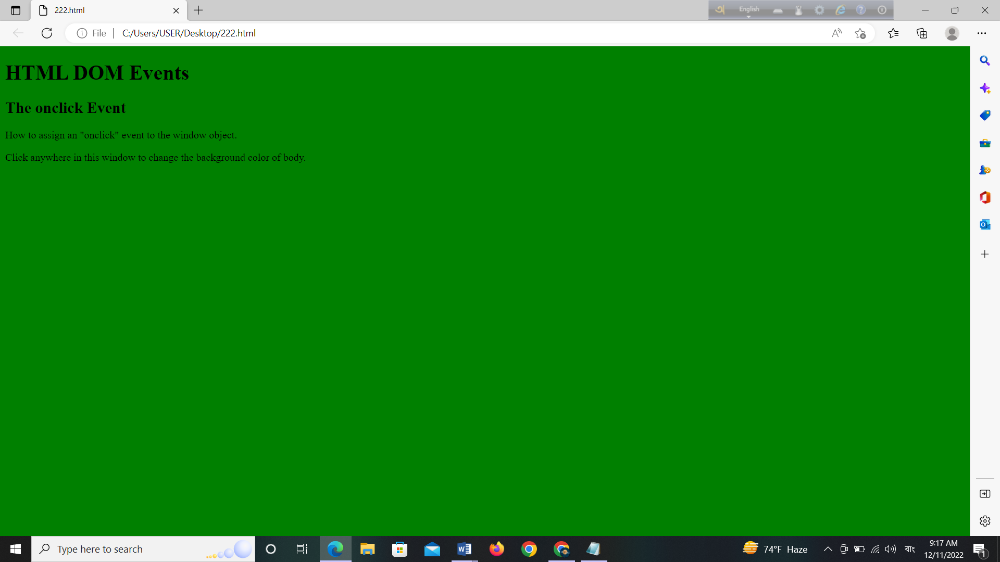 222.html
English
File
C:/Users/USER/Desktop/222.html
HTML DOM Events
The onclick Event
How to assign an "onclick" event to the window object.
Click anywhere in this window to change the background color of body.
Type here to search
74°F Haze
বাং
9:17 AM
12/11/2022
1